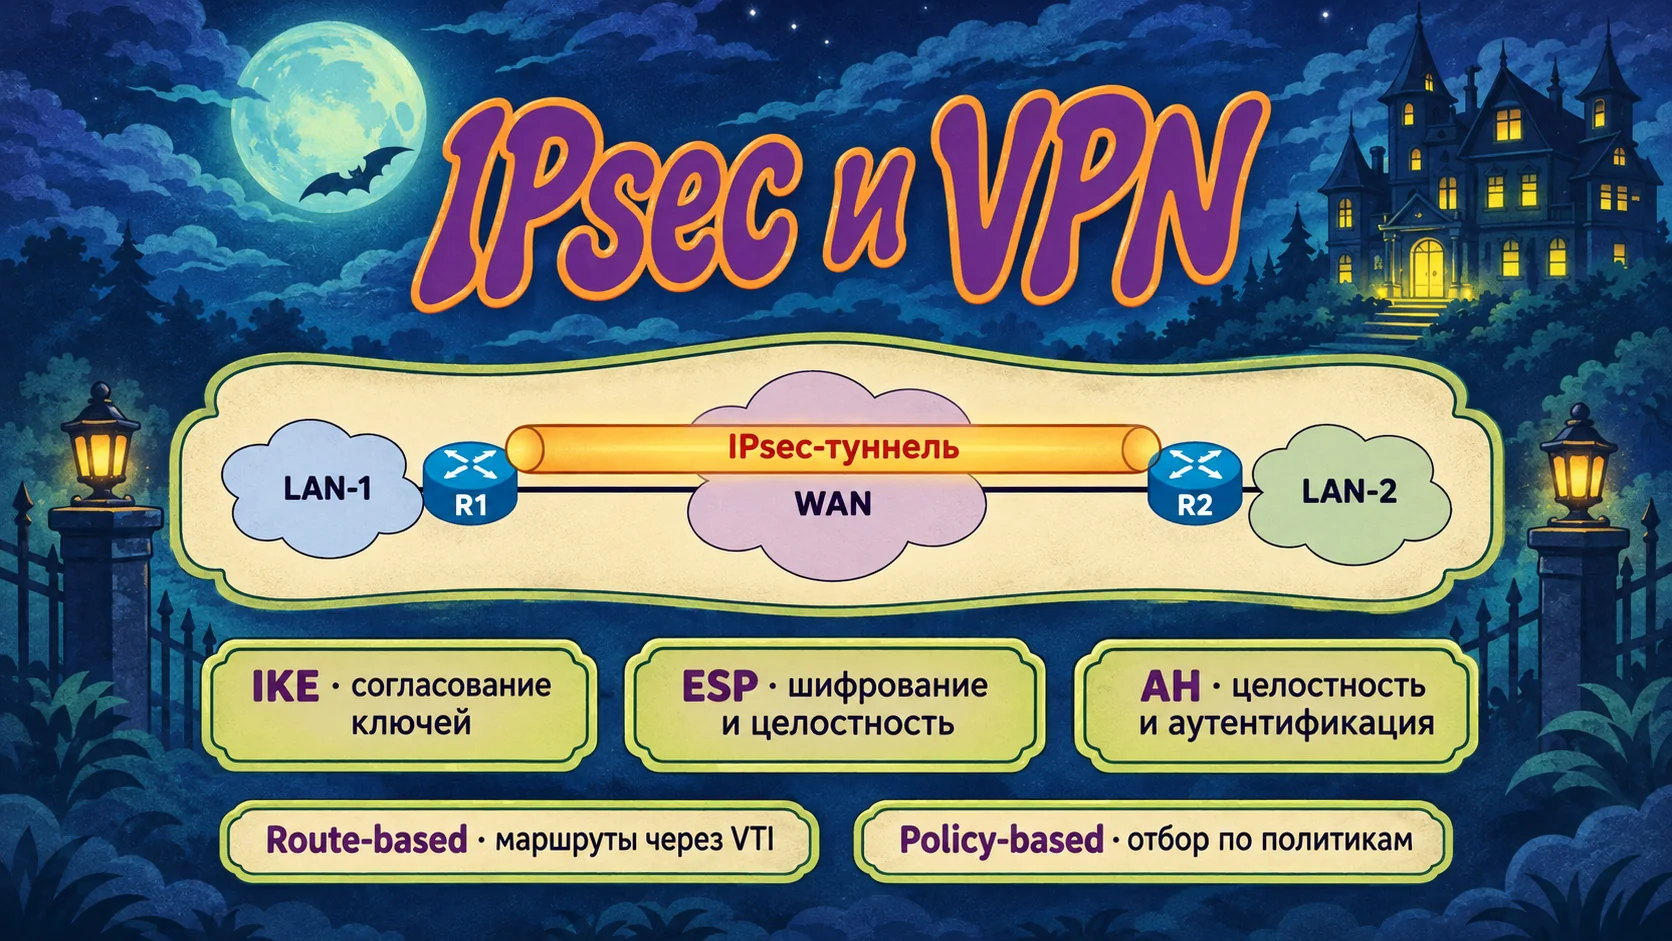 IPsec и VPN
IPsec-туннель
LAN-1
R1
WAN
R2
LAN-2
IKE · согласование
ключей
ESP · шифрование
и целостность
AH · целостность
и аутентификация
Route-based · маршруты через VTI
Policy-based · отбор по политикам